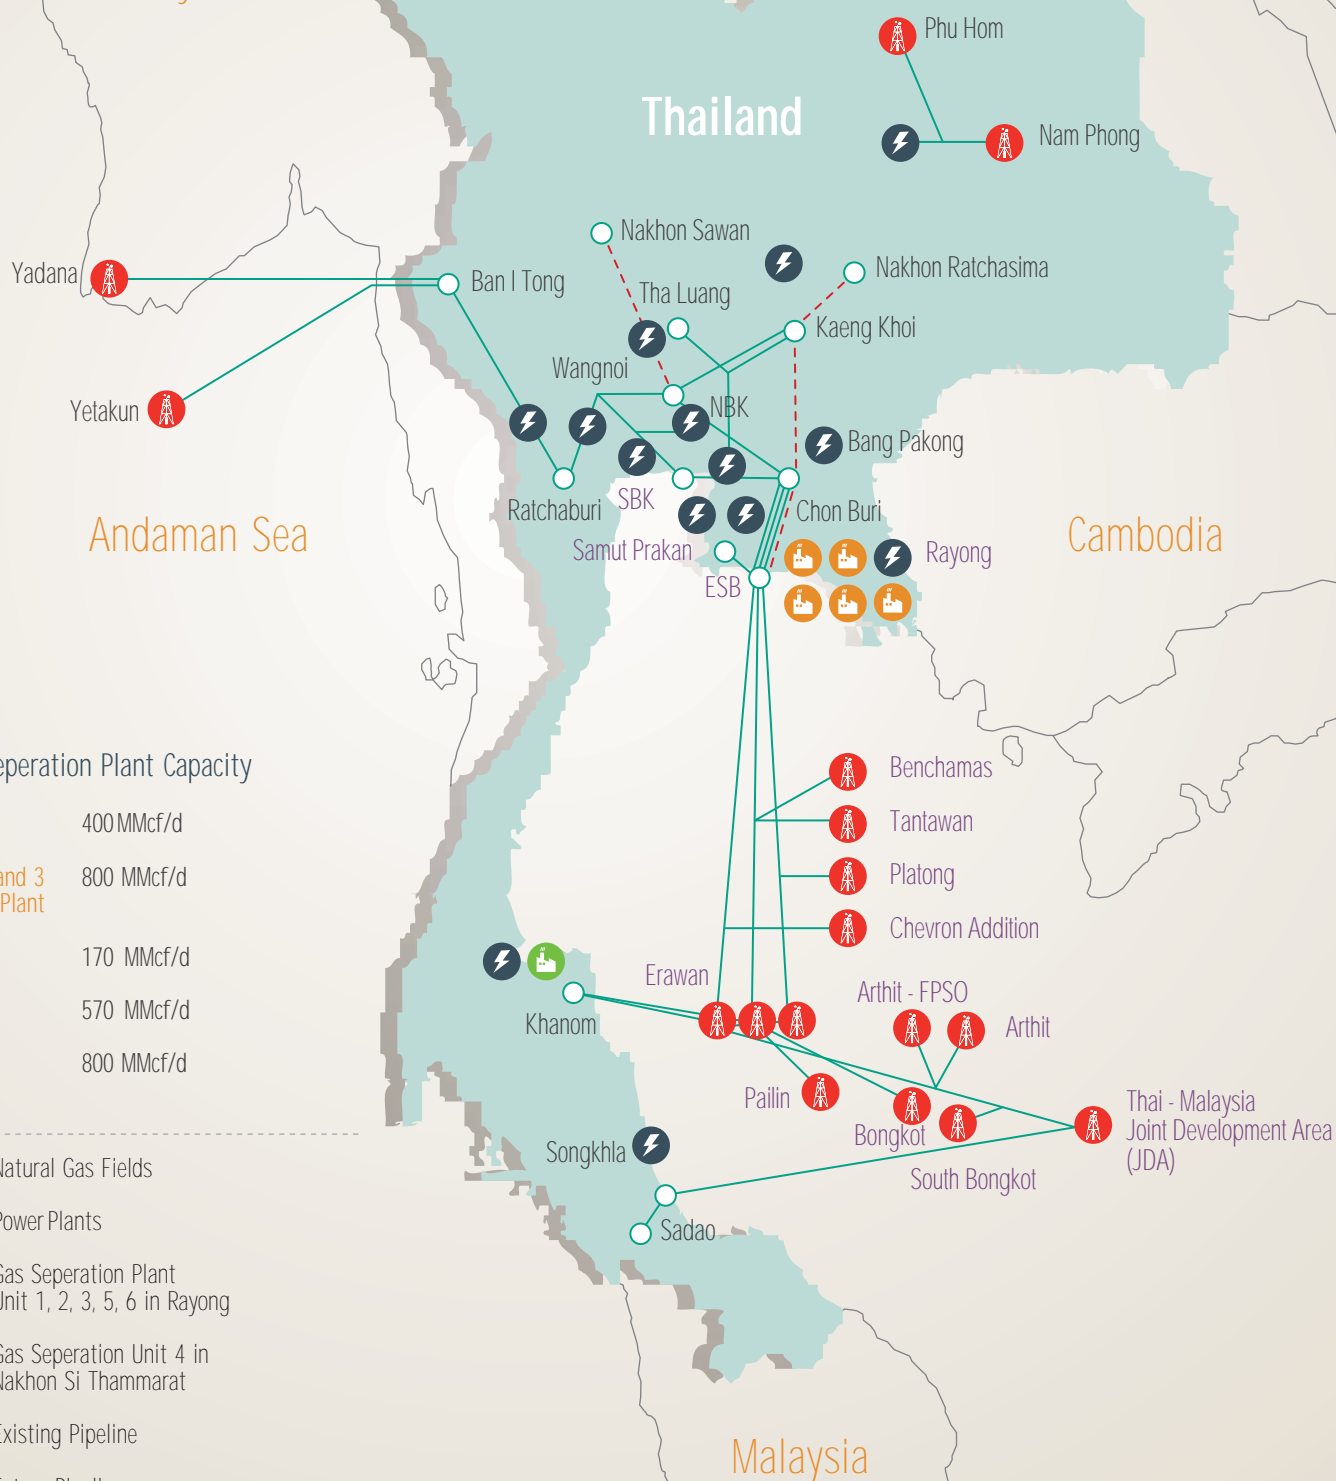 Phu Hom
Thailand
Nam Phong
Nakhon Sawan
Nakhon Ratchasima
Yadana
Ban I Tong
Tha Luang
Kaeng Khoi
Wangnoi
Yetakun
NBK
Bang Pakong
SBK
Ratchaburi
Chon Buri
Andaman Sea
Cambodia
Samut Prakan
Rayong
ESB
eperation Plant Capacity
Benchamas
400 MMcf/d
Tantawan
and 3 800 MMcf/d
Plant
Platong
Chevron Addition
170 MMcf/d
Erawan
Arthit - FPSO
570 MMcf/d
Khanom
Arthit
800 MMcf/d
Pailin
Thai - Malaysia
Joint Development Area
(JDA)
Bongkot
Songkhla
South Bongkot
Sadao
Natural Gas Fields
Power Plants
Gas Seperation Plant
Unit 1, 2, 3, 5, 6 in Rayong
Gas Seperation Unit 4 in
Nakhon Si Thammarat
Existing Pipeline
Malaysia